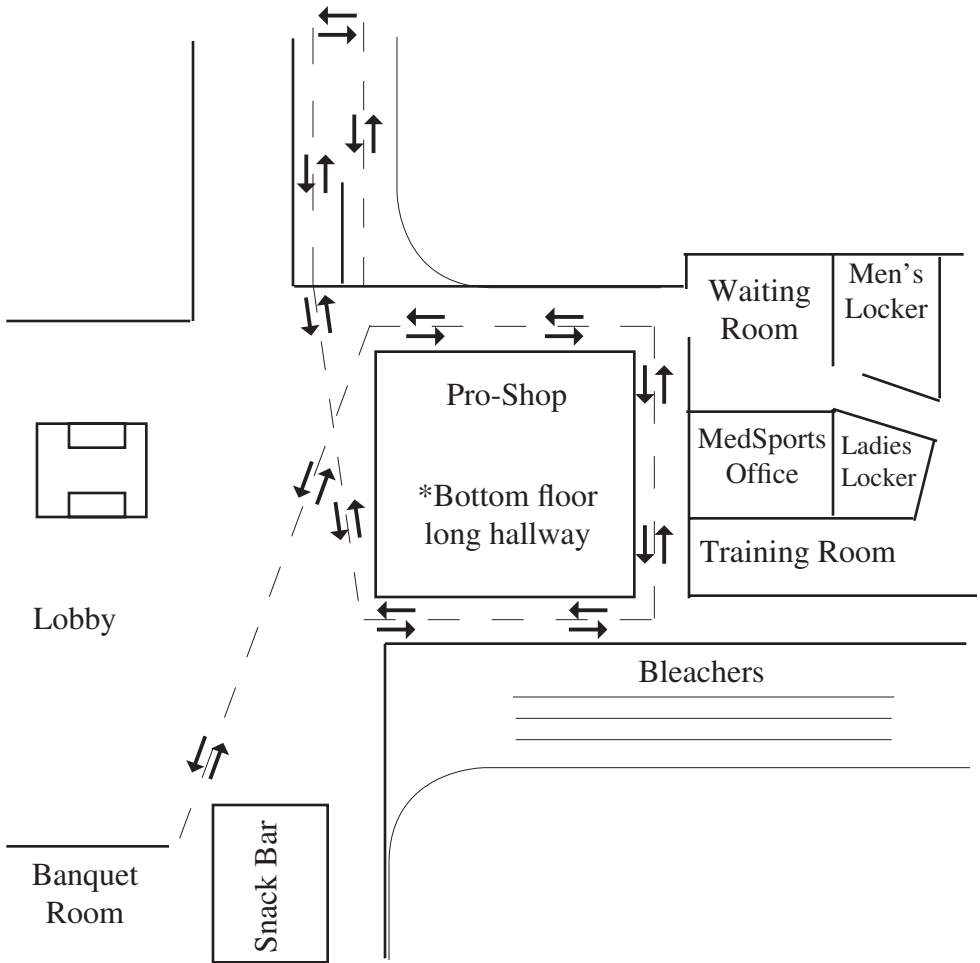 Waiting
Room
Men's
Locker
Pro-Shop
*Bottom floor
long hallway
MedSports
Office
Ladies
Locker
Training Room
Lobby
Bleachers
Banquet
Room
Snack Bar